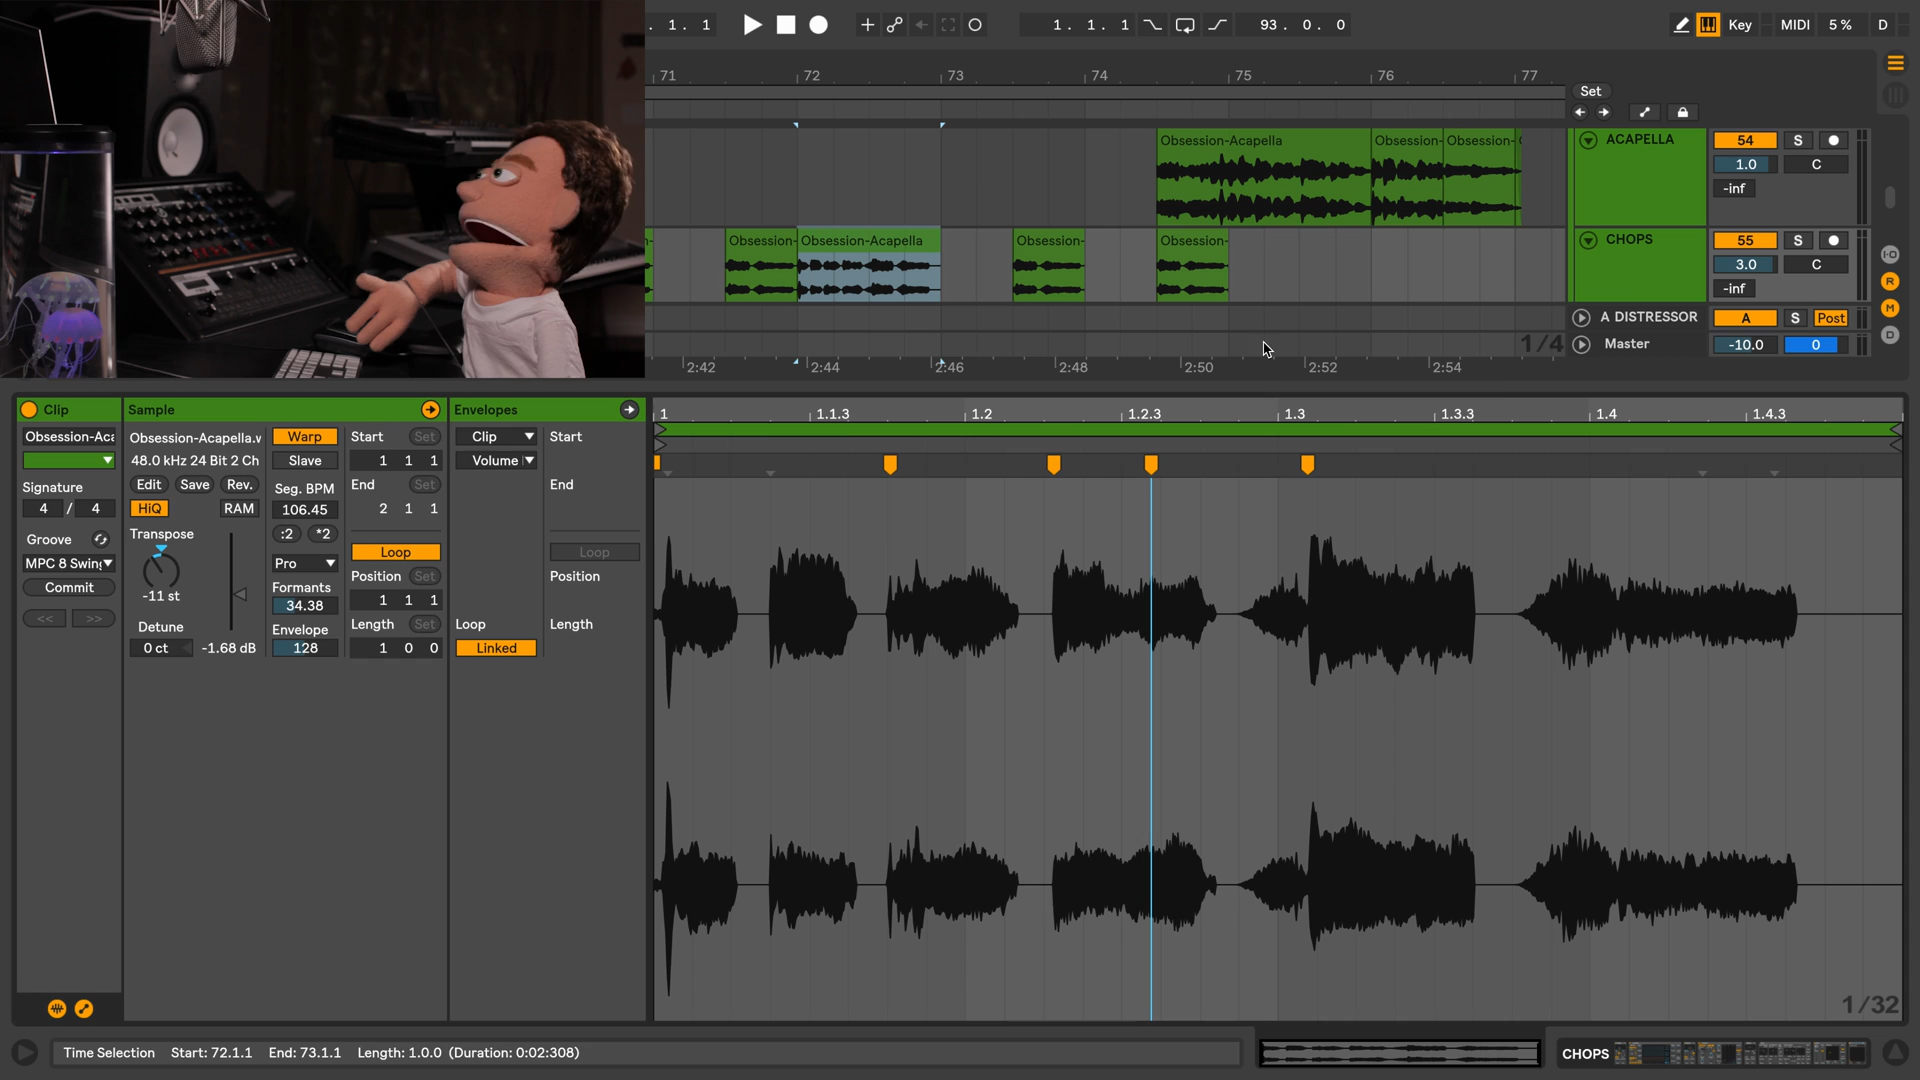 . 1 . 1
1 . 1 . 1
93 . 0 . 0
Key
MIDI
5 %
D
71
72
73
74
75
76
77
Set
Obsession-Acapella
Obsession-
Obsession-
ACAPELLA
54
S
1.0
C
-inf
Obsession-
Obsession-Acapella
Obsession-
Obsession-
CHOPS
55
S
3.0
C
-inf
A DISTRESSOR
A
S
Post
1/4
Master
-10.0
0
2:42
2:44
2:46
2:48
2:50
2:52
2:54
R
M
D
Clip
Sample
Envelopes
1
1.1.3
1.2
1.2.3
1.3
1.3.3
1.4
1.4.3
Obsession-Aca
Obsession-Acapella.w
Warp
Start
Set
Clip
Start
48.0 kHz 24 Bit 2 Ch
Slave
1 1 1
Volume
Signature
Edit
Save
Rev.
Seg. BPM
End
Set
End
4 / 4
HiQ
RAM
106.45
2 1 1
Groove
Transpose
:2
*2
MPC 8 Swing
Pro
Loop
Loop
Commit
-11 st
Formants
34.38
Position
Set
Position
<<
>>
1 1 1
Detune
Envelope
Length
Set
Loop
Length
0 ct
-1.68 dB
128
1 0 0
Linked
1/32
Time Selection Start: 72.1.1 End: 73.1.1 Length: 1.0.0 (Duration: 0:02:308)
CHOPS